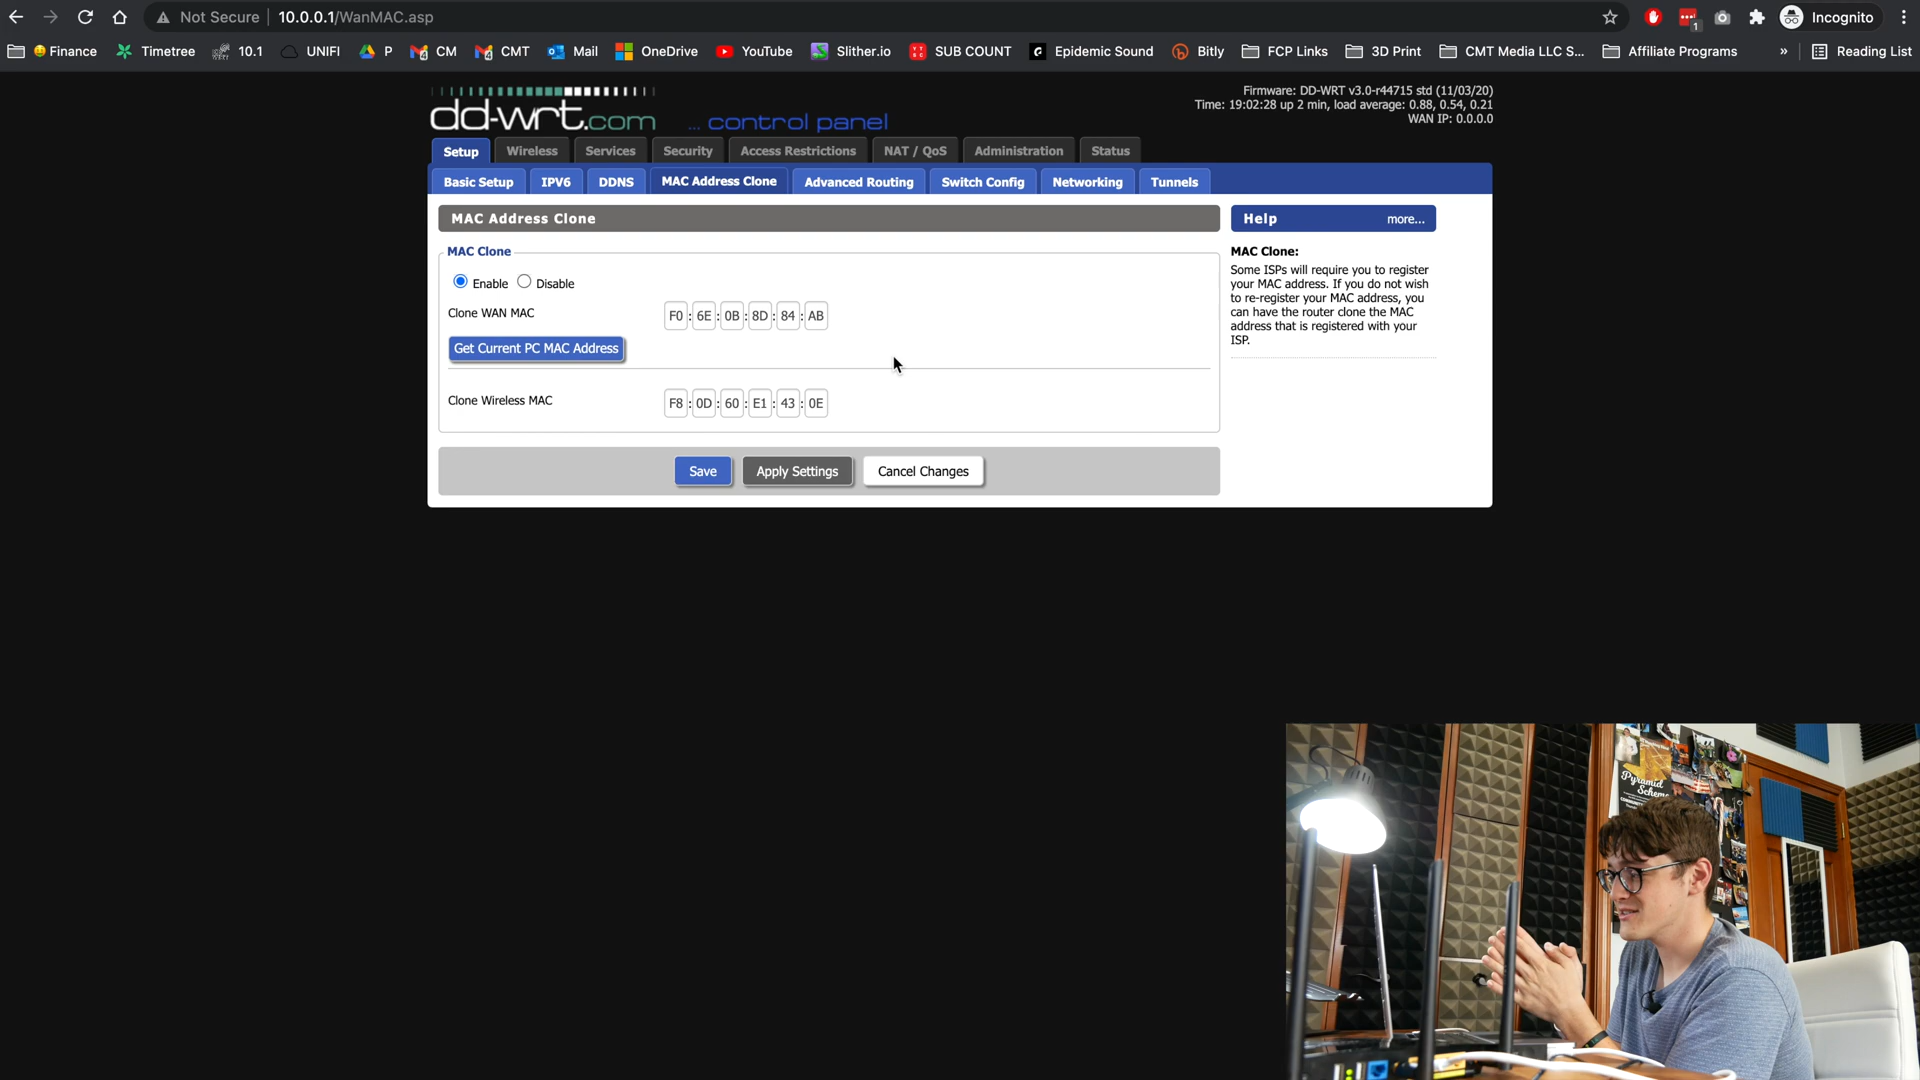 Not Secure 10.0.0.1/WanMAC.asp Incognito
1
Finance Timetree 10.1 UNIFI P CM CMT Mail OneDrive YouTube Slither.io SUB COUNT Epidemic Sound Bitly FCP Links 3D Print CMT Media LLC S... Affiliate Programs » Reading List
Firmware: DD-WRT v3.0-r44715 std (11/03/20)
Time: 19:02:28 up 2 min, load average: 0.88, 0.54, 0.21
WAN IP: 0.0.0.0
dd-wrt.com ... control panel
Setup Wireless Services Security Access Restrictions NAT / QoS Administration Status
Basic Setup IPV6 DDNS MAC Address Clone Advanced Routing Switch Config Networking Tunnels
MAC Address Clone
MAC Clone
Enable Disable
Clone WAN MAC F0 : 6E : 0B : 8D : 84 : AB
Get Current PC MAC Address
Clone Wireless MAC F8 : 0D : 60 : E1 : 43 : 0E
Save Apply Settings Cancel Changes
Help more...
MAC Clone:
Some ISPs will require you to register
your MAC address. If you do not wish
to re-register your MAC address, you
can have the router clone the MAC
address that is registered with your
ISP.
Pyramid
Scheme